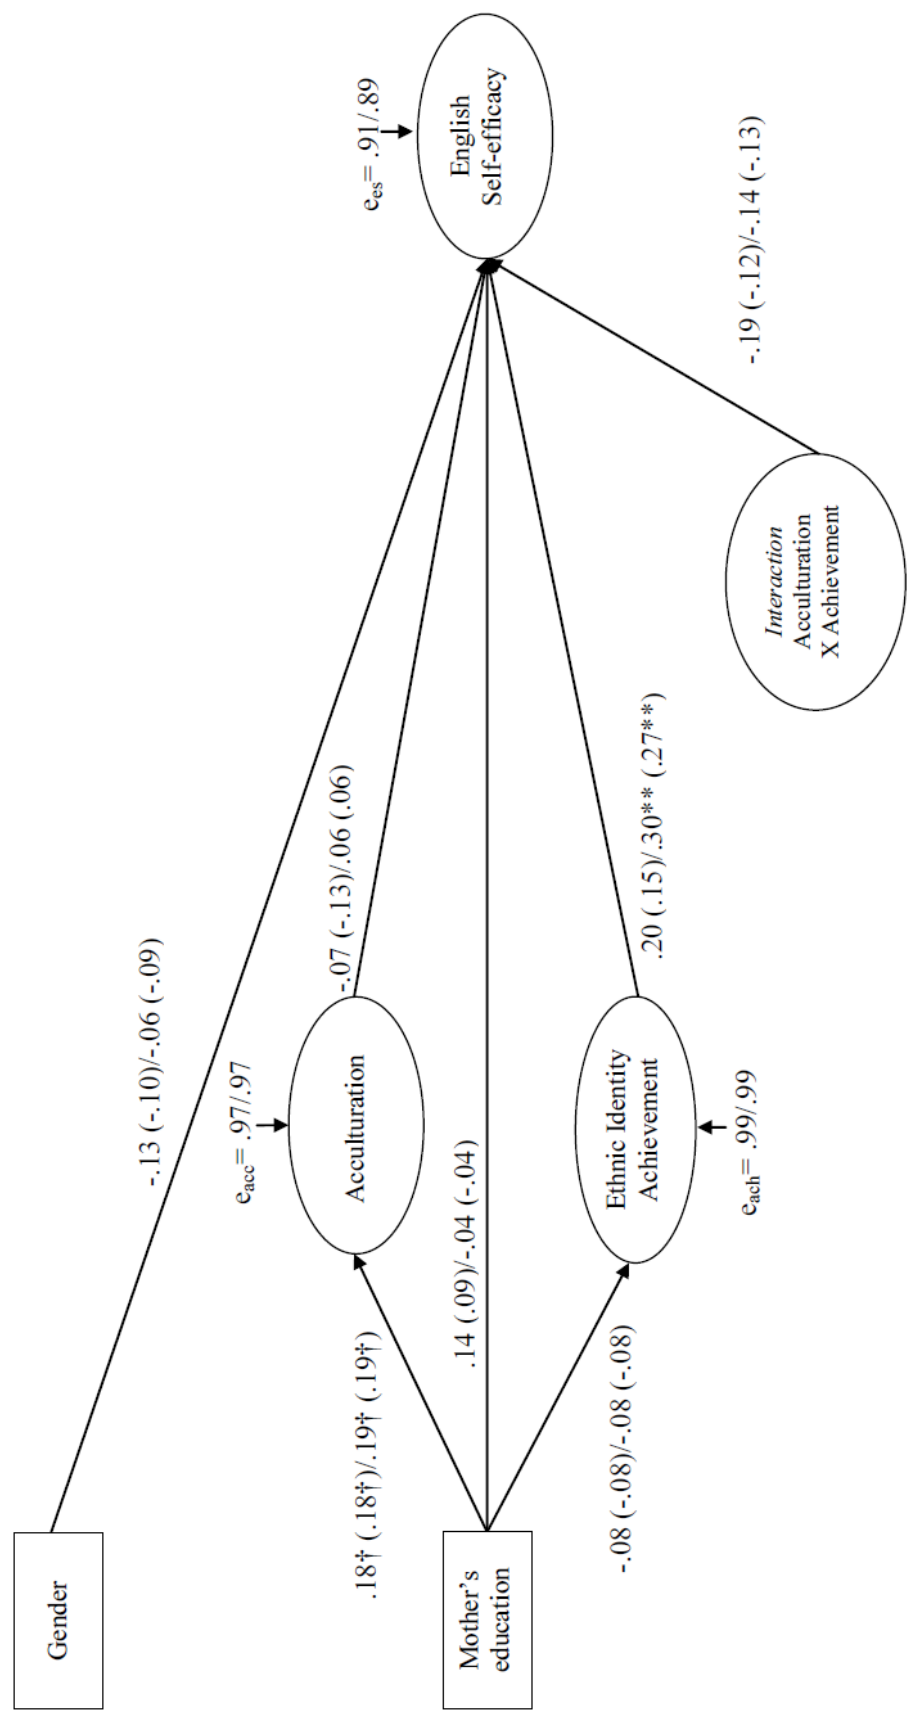 Gender
-.13 (-.10)/-.06 (-.09)
e_acc= .97/.97
Acculturation
.18† (.18†)/.19† (.19†)
-.07 (-.13)/.06 (.06)
e_es= .91/.89
English
Self-efficacy
Mother's
education
.14 (.09)/-.04 (-.04)
-.08 (-.08)/-.08 (-.08)
Ethnic Identity
Achievement
e_ach= .99/.99
.20 (.15)/.30** (.27**)
Interaction
Acculturation
X Achievement
-.19 (-.12)/-.14 (-.13)